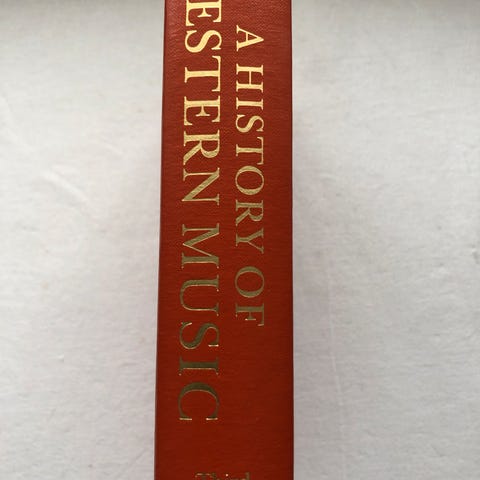 A HISTORY OF
ESTERN MUSIC